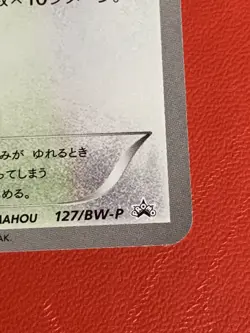 × 10ダメージ。
みが ゆれるとき
ってしまう
める。
AHOU 127/BW-P
AK.